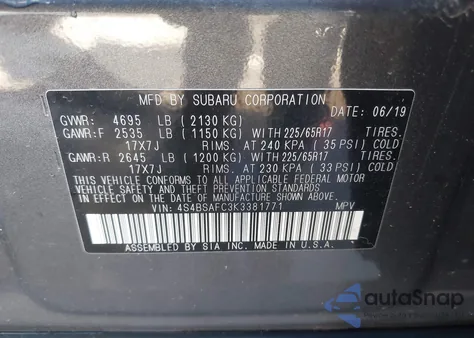 MFD BY SUBARU CORPORATION DATE: 06/19
GVWR: 4695 LB (2130 KG)
GAWR:F 2535 LB (1150 KG) WITH 225/65R17 TIRES.
17X7J RIMS. AT 240 KPA (35 PSI) COLD
GAWR:R 2645 LB (1200 KG) WITH 225/65R17 TIRES.
17X7J RIMS. AT 230 KPA (33 PSI) COLD
THIS VEHICLE CONFORMS TO ALL APPLICABLE FEDERAL MOTOR
VEHICLE SAFETY STANDARDS IN EFFECT ON THE DATE OF
MANUFACTURE SHOWN ABOVE.
VIN: 4S4BSAFC3K3381771 MPV
ASSEMBLED BY SIA INC. MADE IN U.S.A.
autoSnap